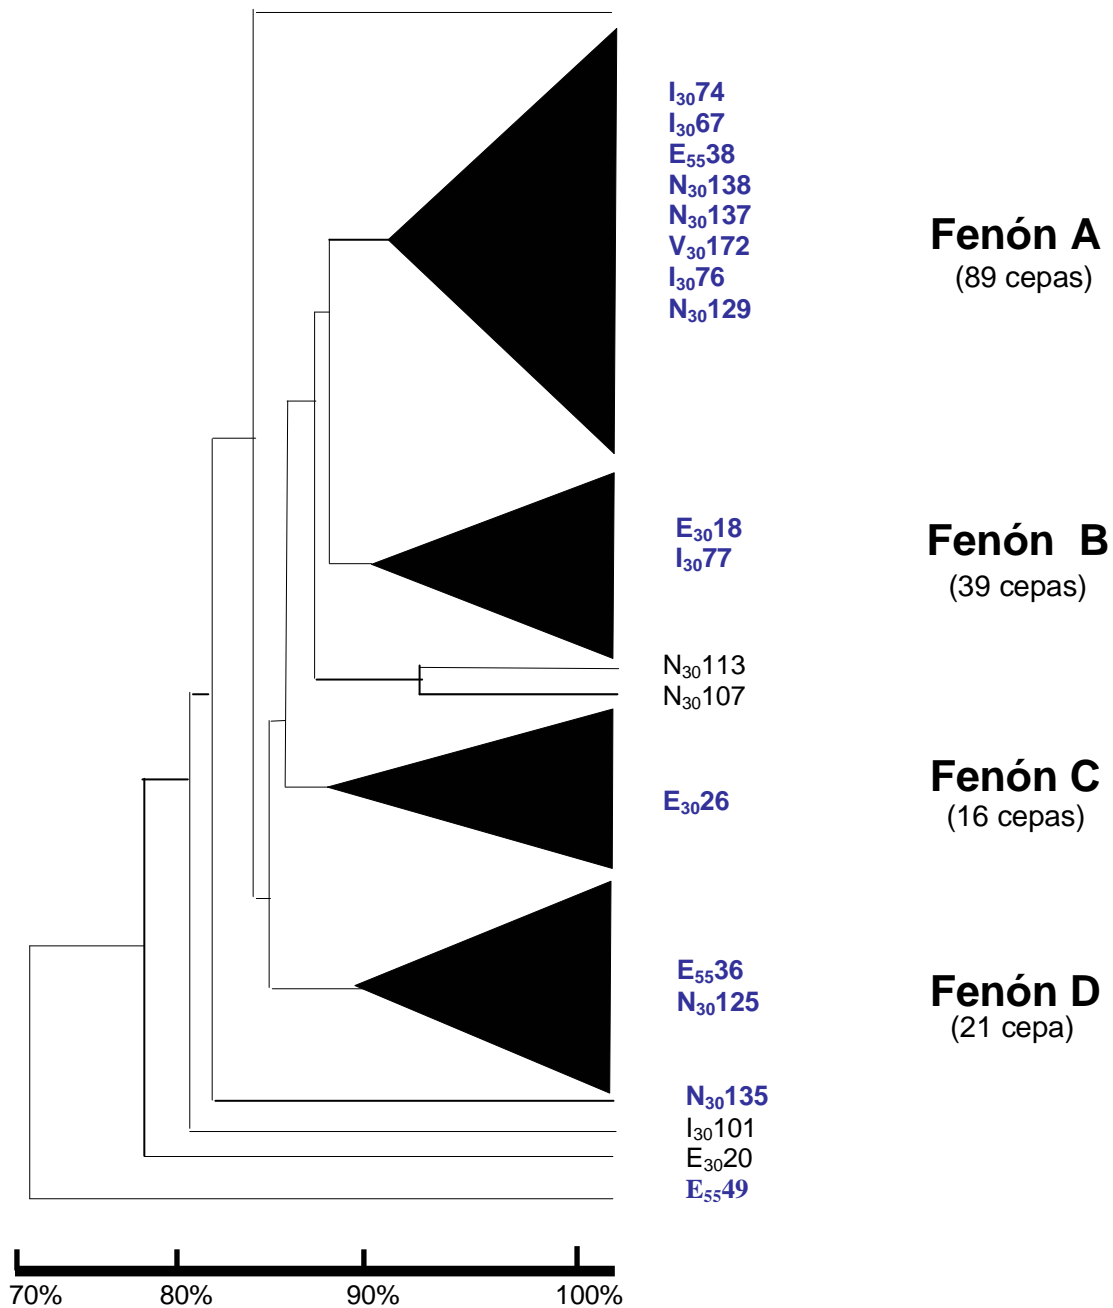 I₃₀74
I₃₀67
E₅₅38
N₃₀138
N₃₀137
V₃₀172
I₃₀76
N₃₀129
Fenón A
(89 cepas)
E₃₀18
I₃₀77
Fenón B
(39 cepas)
N₃₀113
N₃₀107
E₃₀26
Fenón C
(16 cepas)
E₅₅36
N₃₀125
Fenón D
(21 cepa)
N₃₀135
I₃₀101
E₃₀20
E₅₅49
70% 80% 90% 100%